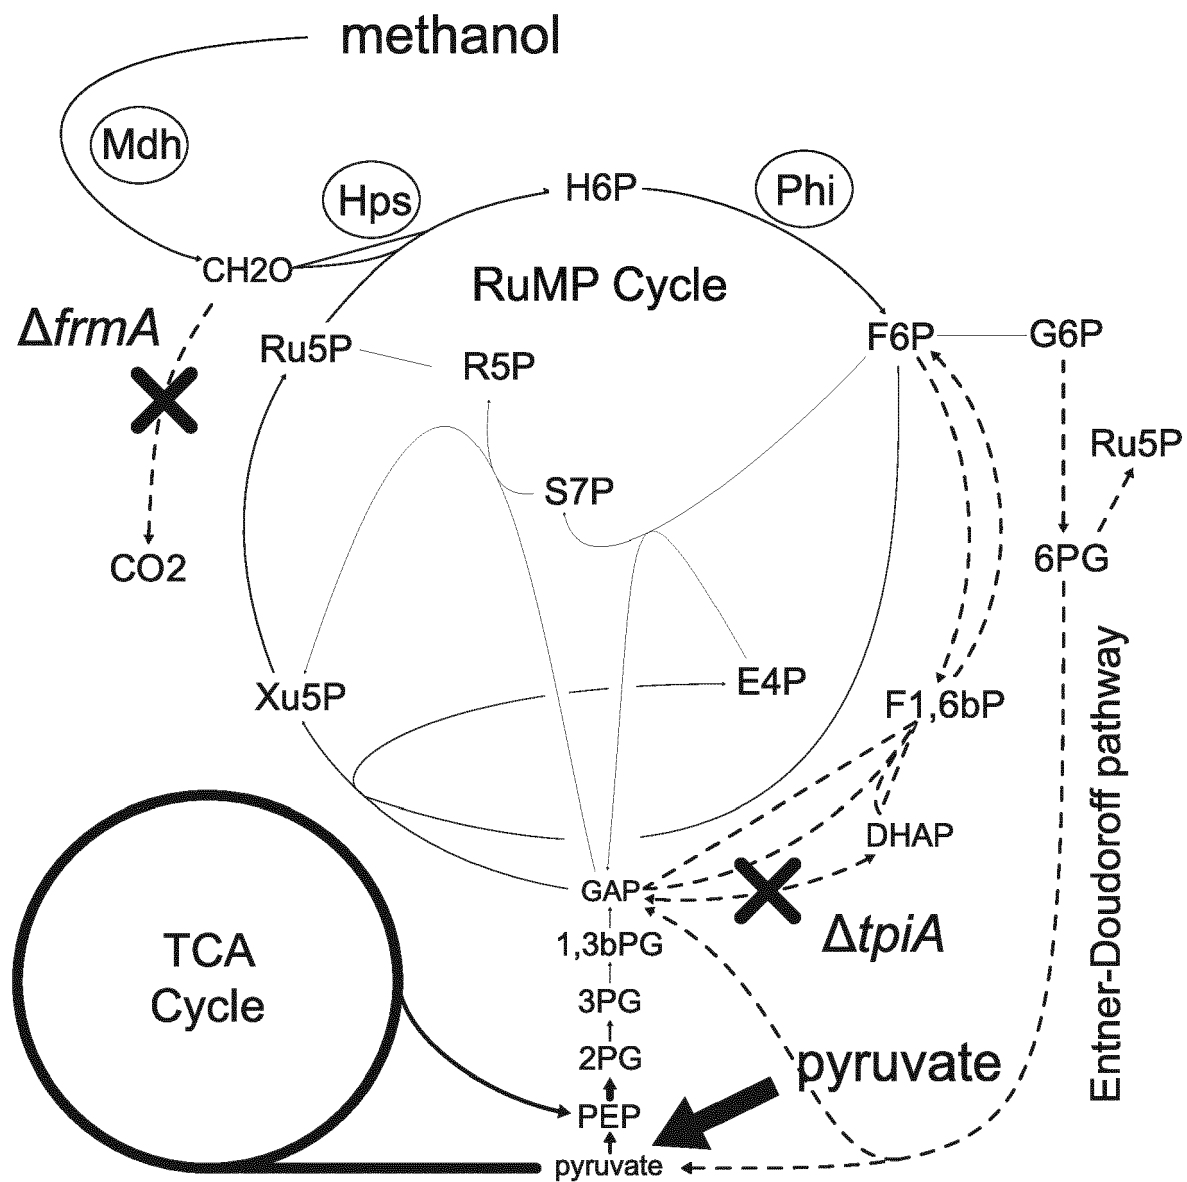 methanol
Mdh
Hps
H6P
Phi
CH2O
RuMP Cycle
ΔfrmA
Ru5P
R5P
F6P
G6P
Ru5P
S7P
CO2
6PG
Xu5P
E4P
F1,6bP
Entner-Doudoroff pathway
DHAP
GAP
ΔtpiA
1,3bPG
TCA
Cycle
3PG
2PG
pyruvate
PEP
pyruvate